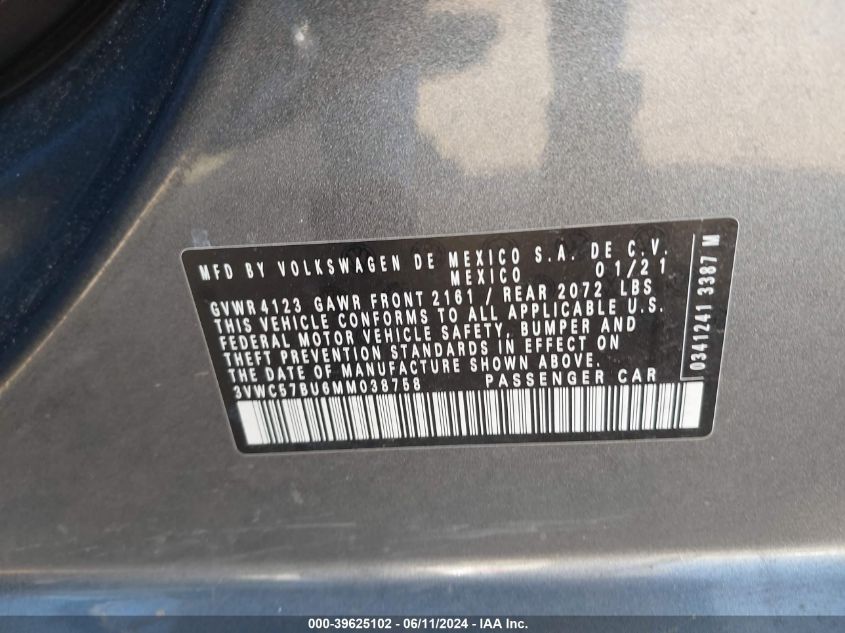 MFD BY VOLKSWAGEN DE MEXICO S.A. DE C.V.
MEXICO 01/21
GVWR 4123 GAWR FRONT 2161 / REAR 2072 LBS
THIS VEHICLE CONFORMS TO ALL APPLICABLE U.S.
FEDERAL MOTOR VEHICLE SAFETY, BUMPER AND
THEFT PREVENTION STANDARDS IN EFFECT ON
THE DATE OF MANUFACTURE SHOWN ABOVE.
3VWC57BU6MM038758 PASSENGER CAR
0341241 3387 M
000-39625102 - 06/11/2024 - IAA Inc.